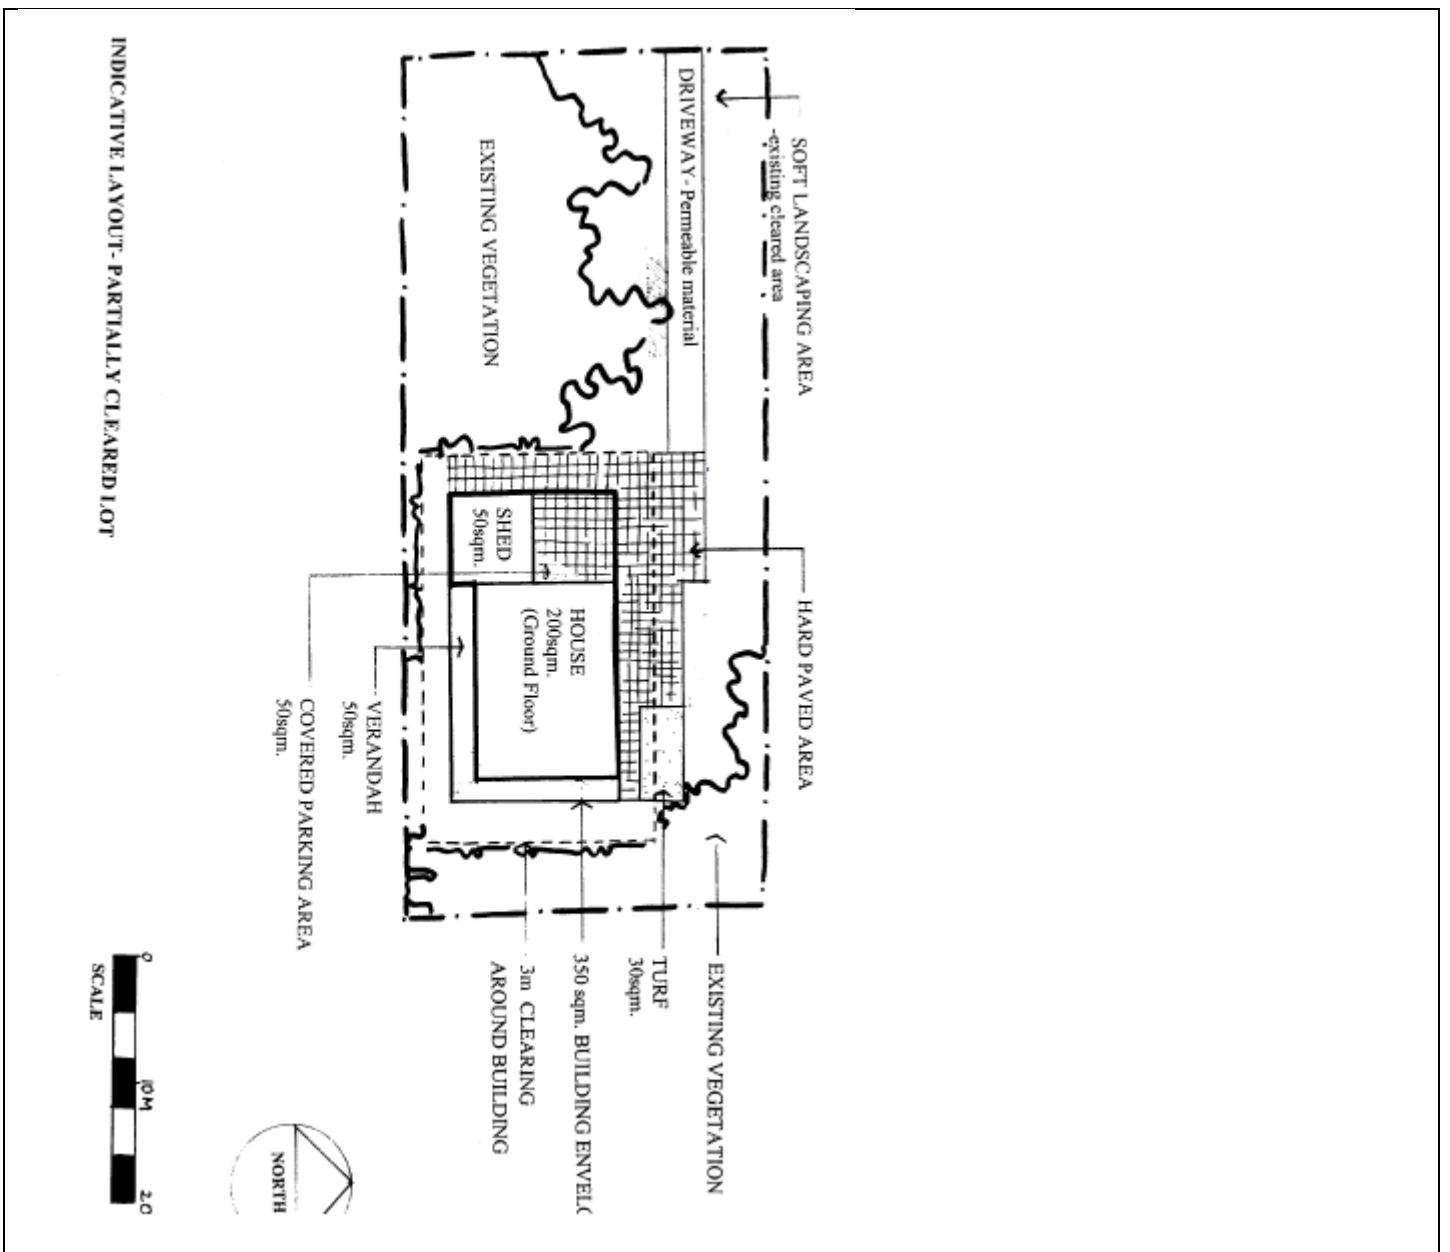 INDICATIVE LAYOUT- PARTIALLY CLEARED LOT
SOFT LANDSCAPING AREA
-existing cleared area
DRIVEWAY- Permeable material
EXISTING VEGETATION
HARD PAVED AREA
SHED
50sqm.
HOUSE
200sqm.
(Ground Floor)
VERANDAH
50sqm.
COVERED PARKING AREA
50sqm.
EXISTING VEGETATION
TURF
30sqm.
350 sqm. BUILDING ENVELC
3m CLEARING
AROUND BUILDING
0
10M
20
SCALE
NORTH